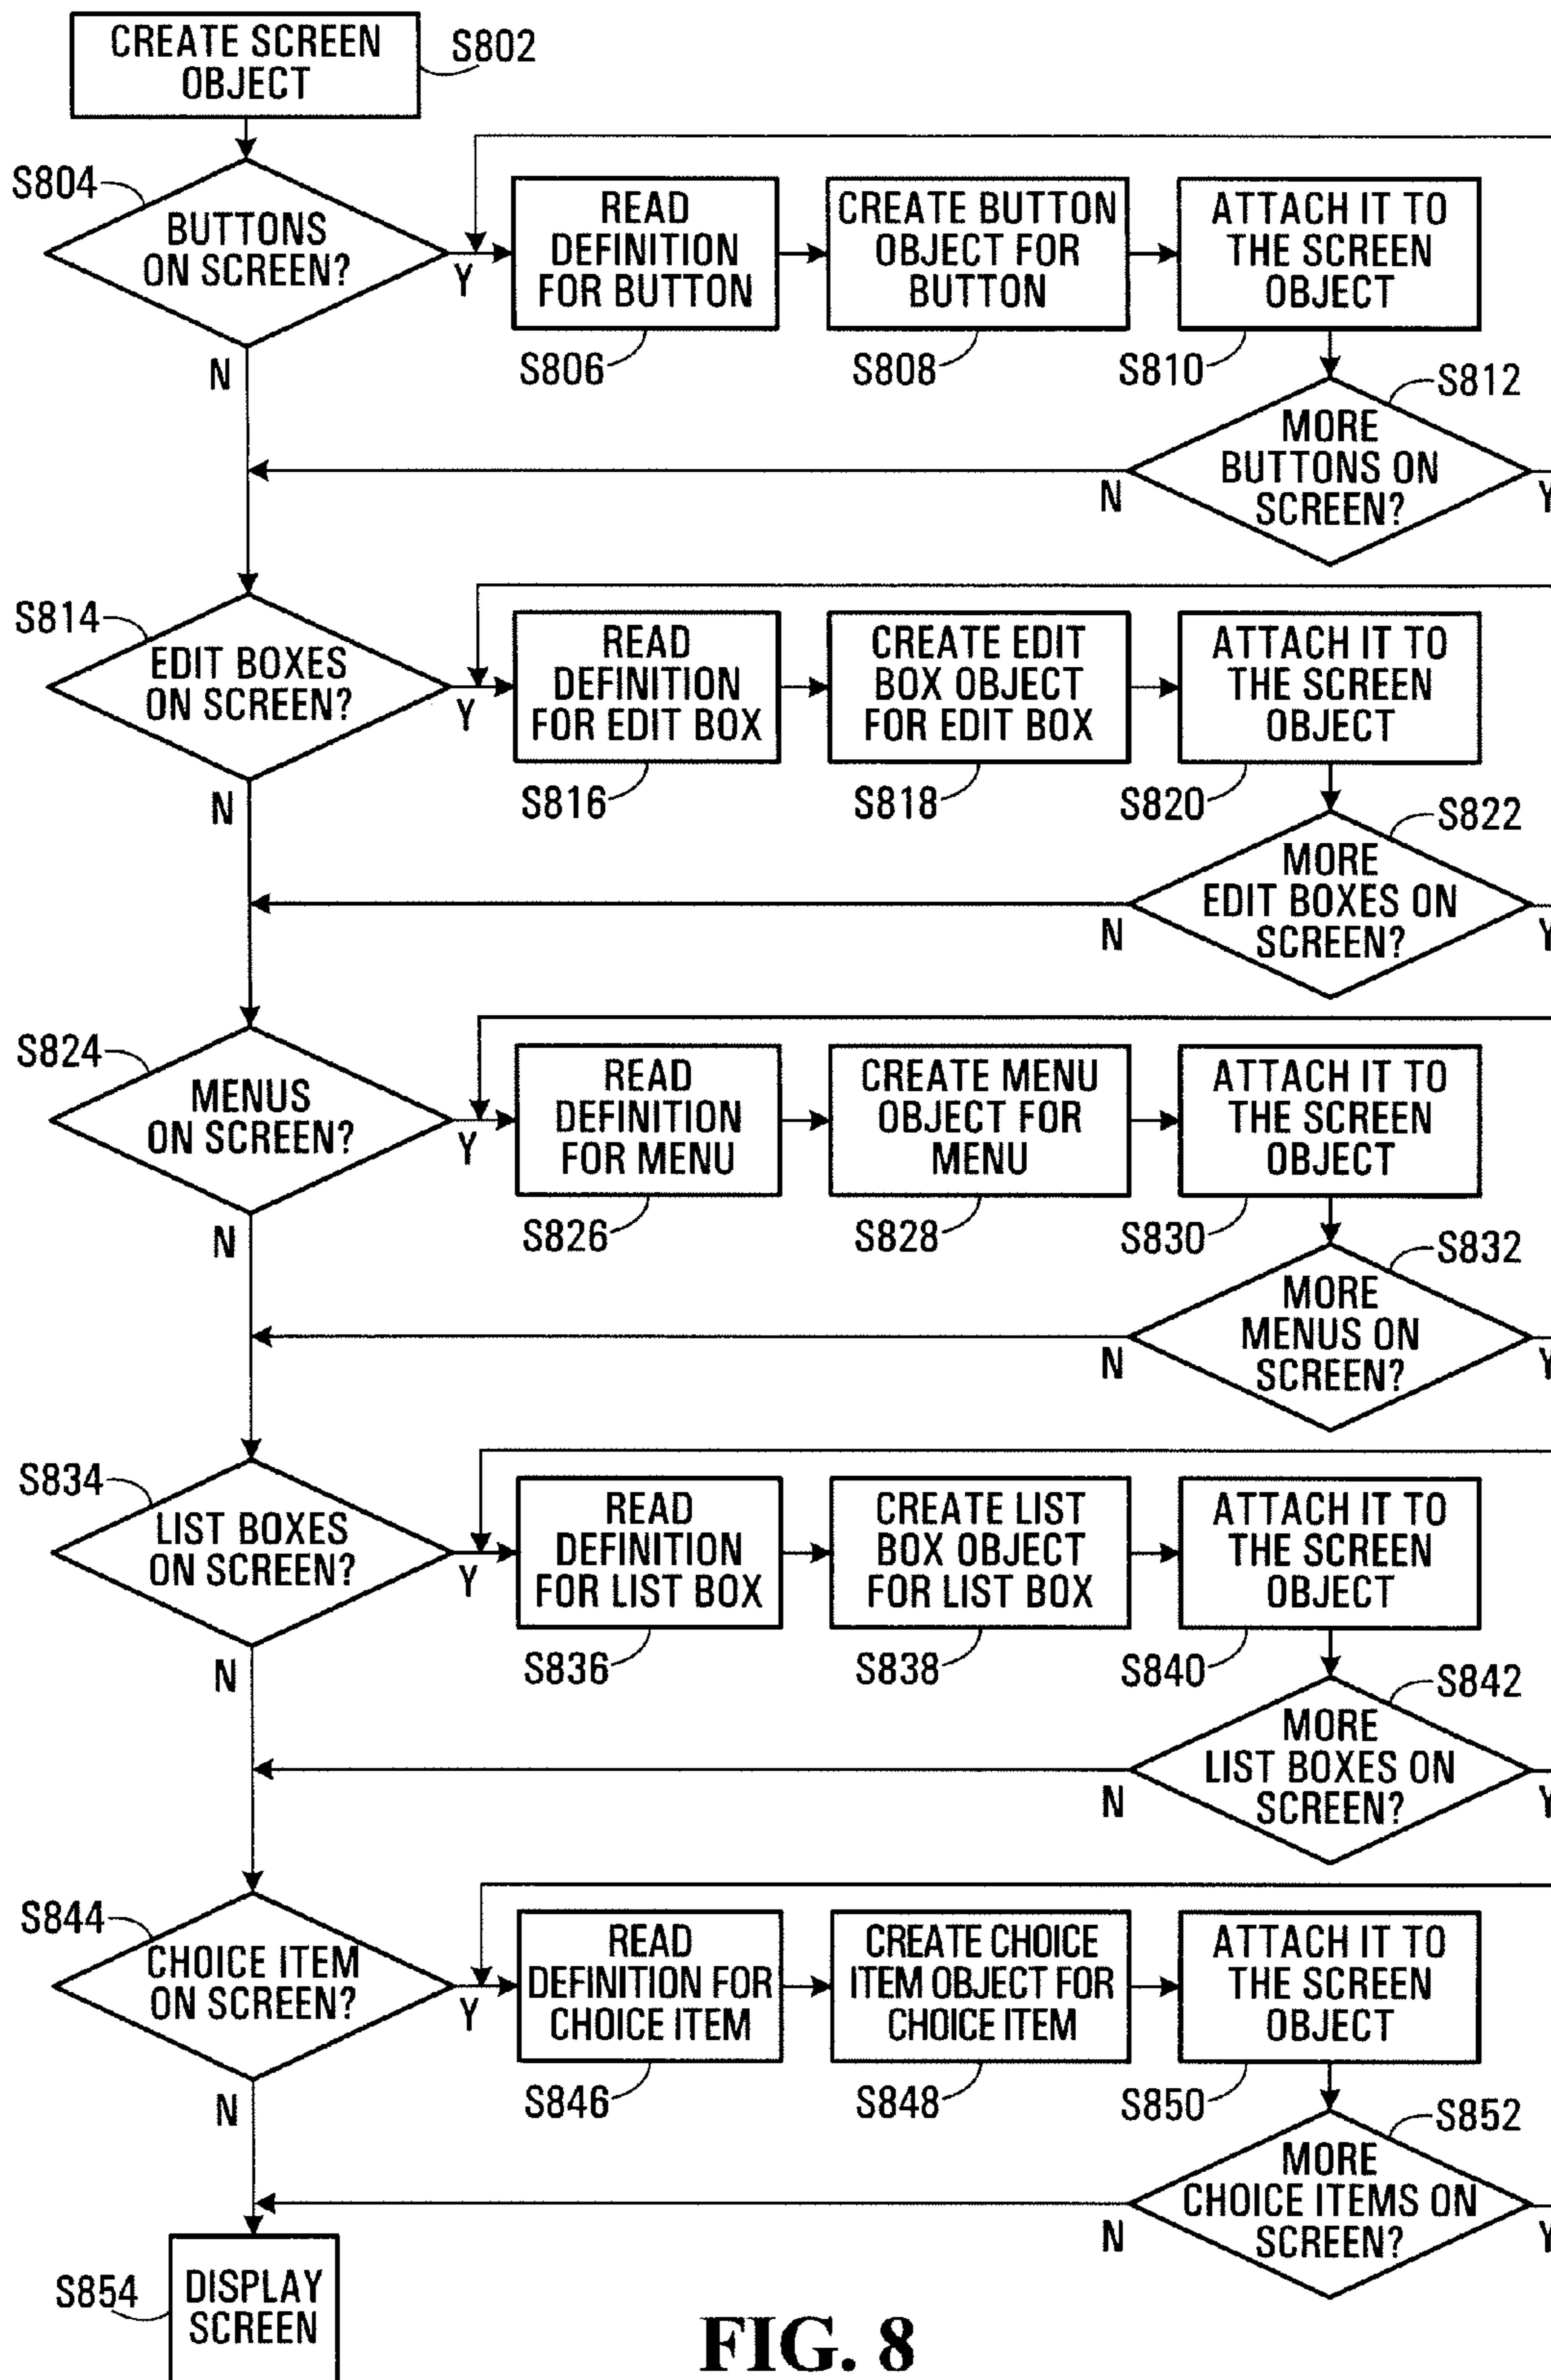 CREATE SCREEN
OBJECT
S802
S804
BUTTONS
ON SCREEN?
Y
N
READ
DEFINITION
FOR BUTTON
S806
CREATE BUTTON
OBJECT FOR
BUTTON
S808
ATTACH IT TO
THE SCREEN
OBJECT
S810
S812
MORE
BUTTONS ON
SCREEN?
N
Y
S814
EDIT BOXES
ON SCREEN?
Y
N
READ
DEFINITION
FOR EDIT BOX
S816
CREATE EDIT
BOX OBJECT
FOR EDIT BOX
S818
ATTACH IT TO
THE SCREEN
OBJECT
S820
S822
MORE
EDIT BOXES ON
SCREEN?
N
Y
S824
MENUS
ON SCREEN?
Y
N
READ
DEFINITION
FOR MENU
S826
CREATE MENU
OBJECT FOR
MENU
S828
ATTACH IT TO
THE SCREEN
OBJECT
S830
S832
MORE
MENUS ON
SCREEN?
N
Y
S834
LIST BOXES
ON SCREEN?
Y
N
READ
DEFINITION
FOR LIST BOX
S836
CREATE LIST
BOX OBJECT
FOR LIST BOX
S838
ATTACH IT TO
THE SCREEN
OBJECT
S840
S842
MORE
LIST BOXES ON
SCREEN?
N
Y
S844
CHOICE ITEM
ON SCREEN?
Y
N
READ
DEFINITION FOR
CHOICE ITEM
S846
CREATE CHOICE
ITEM OBJECT FOR
CHOICE ITEM
S848
ATTACH IT TO
THE SCREEN
OBJECT
S850
S852
MORE
CHOICE ITEMS ON
SCREEN?
N
Y
S854
DISPLAY
SCREEN
FIG. 8